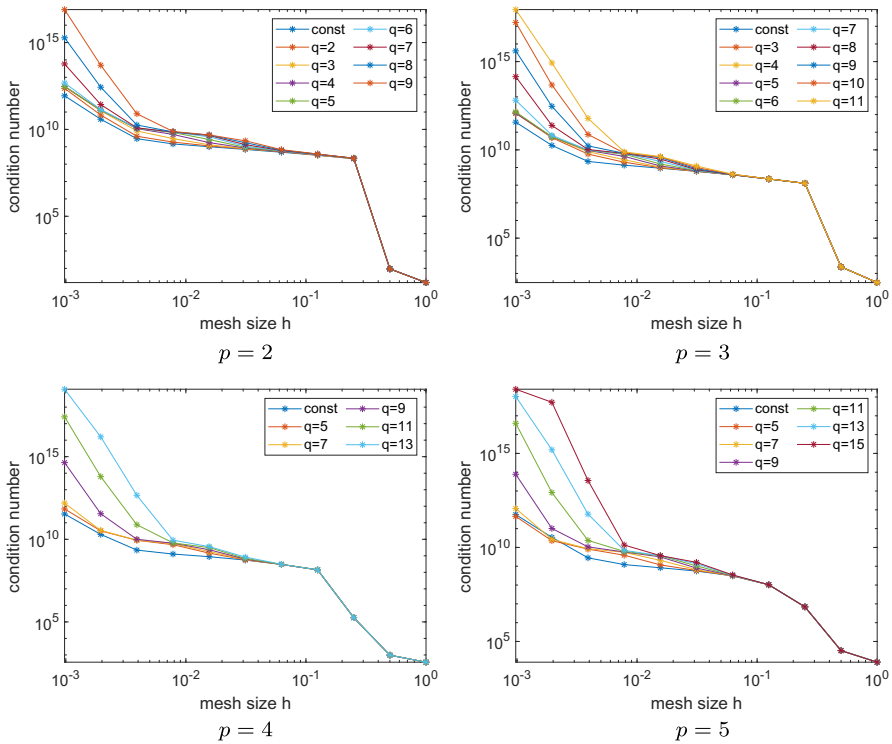 10^15
10^10
10^5
condition number
const
q=2
q=3
q=4
q=5
q=6
q=7
q=8
q=9
10^-3
10^-2
10^-1
10^0
mesh size h
p = 2
10^15
10^10
10^5
condition number
const
q=3
q=4
q=5
q=6
q=7
q=8
q=9
q=10
q=11
10^-3
10^-2
10^-1
10^0
mesh size h
p = 3
10^15
10^10
10^5
condition number
const
q=5
q=7
q=9
q=11
q=13
10^-3
10^-2
10^-1
10^0
mesh size h
p = 4
10^15
10^10
10^5
condition number
const
q=5
q=7
q=9
q=11
q=13
q=15
10^-3
10^-2
10^-1
10^0
mesh size h
p = 5